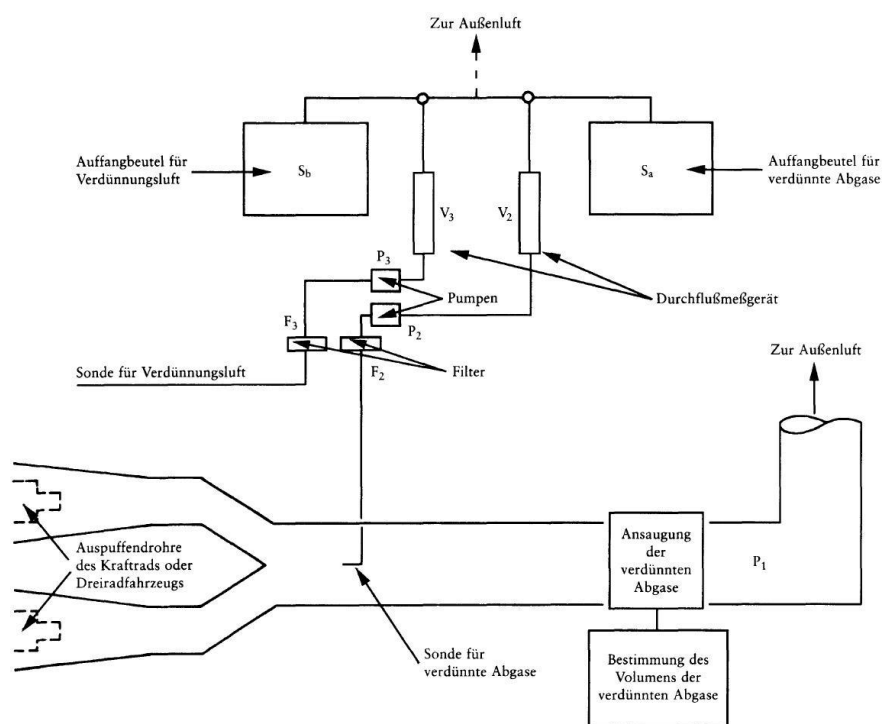 Zur Außenluft
Auffangbeutel für
Verdünnungsluft
Sb
Sa
Auffangbeutel für
verdünnte Abgase
V3
V2
P3
Pumpen
Durchflußmeßgerät
F3
P2
Sonde für Verdünnungsluft
F2
Filter
Zur Außenluft
Auspuffendrohre
des Kraftrads oder
Dreiradfahrzeugs
Ansaugung
der
verdünnten
Abgase
P1
Sonde für
verdünnte Abgase
Bestimmung des
Volumens der
verdünnten Abgase